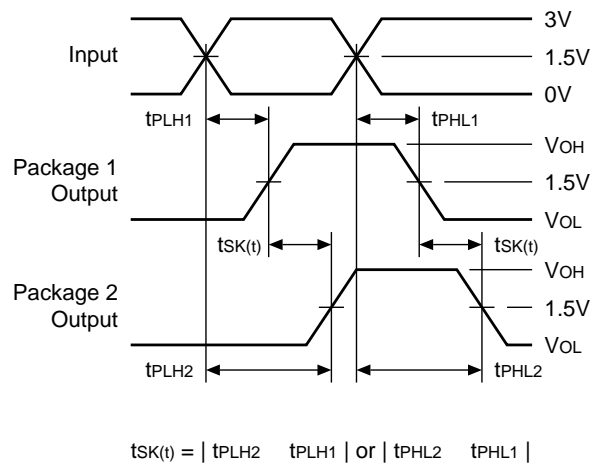 3V
Input
1.5V
0V
tPLH1
tPHL1
VOH
Package 1
Output
1.5V
VOL
tSK(t)
tSK(t)
VOH
Package 2
Output
1.5V
VOL
tPLH2
tPHL2
tSK(t) = | tPLH2 tPLH1 | or | tPHL2 tPHL1 |